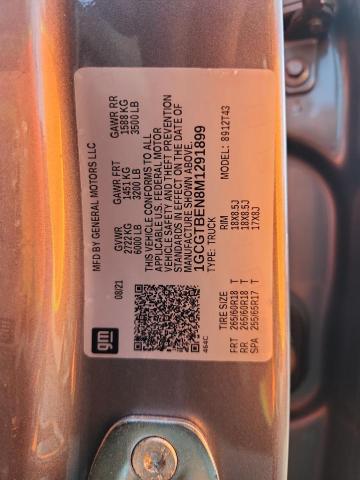 MFD BY GENERAL MOTORS LLC
08/21 GVWR GAWR FRT GAWR RR
2722 KG 1451 KG 1588 KG
6000 LB 3200 LB 3500 LB
THIS VEHICLE CONFORMS TO ALL
APPLICABLE U.S. FEDERAL MOTOR
VEHICLE SAFETY AND THEFT PREVENTION
STANDARDS IN EFFECT ON THE DATE OF
MANUFACTURE SHOWN ABOVE.
1GCGTBEN8M1291899
TYPE: TRUCK MODEL: 8912T43
TIRE SIZE RIM
FRT 265/60R18 T 18X8.5J
RR 265/60R18 T 18X8.5J
SPA 255/65R17 T 17X8J
gm
464C